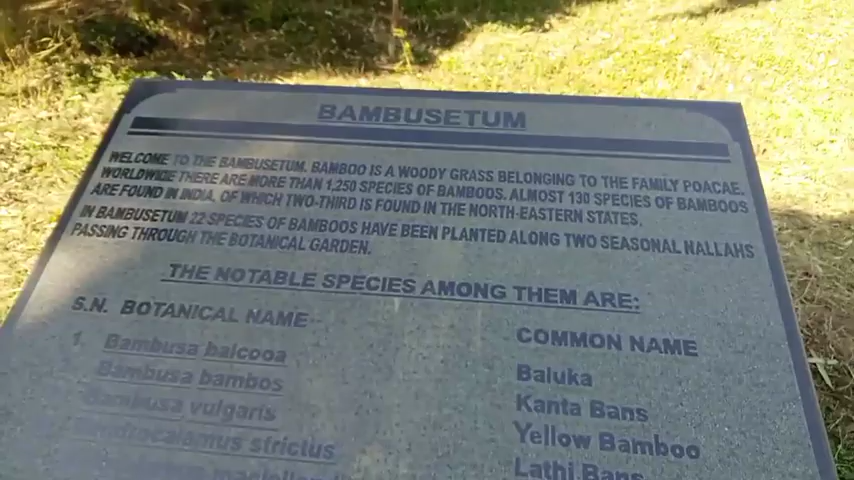 BAMBUSETUM
WELCOME TO THE BAMBUSETUM. BAMBOO IS A WOODY GRASS BELONGING TO THE FAMILY POACAE.
WORLDWIDE THERE ARE MORE THAN 1,250 SPECIES OF BAMBOODS. ALMOST 130 SPECIES OF BAMBOODS
ARE FOUND IN INDIA, OF WHICH TWO-THIRD IS FOUND IN THE NORTH-EASTERN STATES.
IN BAMBUSETUM 22 SPECIES OF BAMBOOS HAVE BEEN PLANTED ALONG TWO SEASONAL NALLAHS
PASSING THROUGH THE BOTANICAL GARDEN.
THE NOTABLE SPECIES AMONG THEM ARE:
S.N. BOTANICAL NAME COMMON NAME
1. Bambusa balcooa Baluka
Bambusa bambos Kanta Bans
Bambusa vulgaris Yyellow Bamboo
strictus Lathi Bans